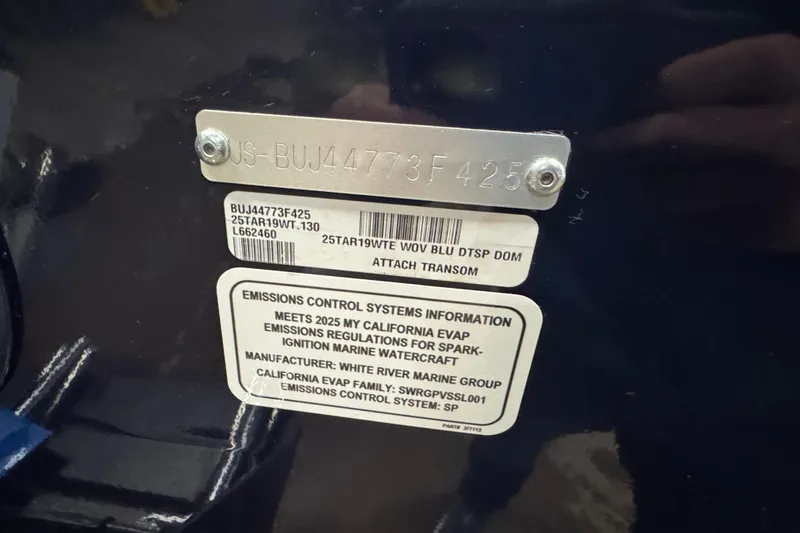 US-BUJ44773F425
BUJ44773F425
25TAR19WT.130
L662460
25TAR19WTE WOV BLU DTSP DOM
ATTACH TRANSOM
EMISSIONS CONTROL SYSTEMS INFORMATION
MEETS 2025 MY CALIFORNIA EVAP
EMISSIONS REGULATIONS FOR SPARK-
IGNITION MARINE WATERCRAFT
MANUFACTURER: WHITE RIVER MARINE GROUP
CALIFORNIA EVAP FAMILY: SWRGPVSSL001
EMISSIONS CONTROL SYSTEM: SP
PART# 377113